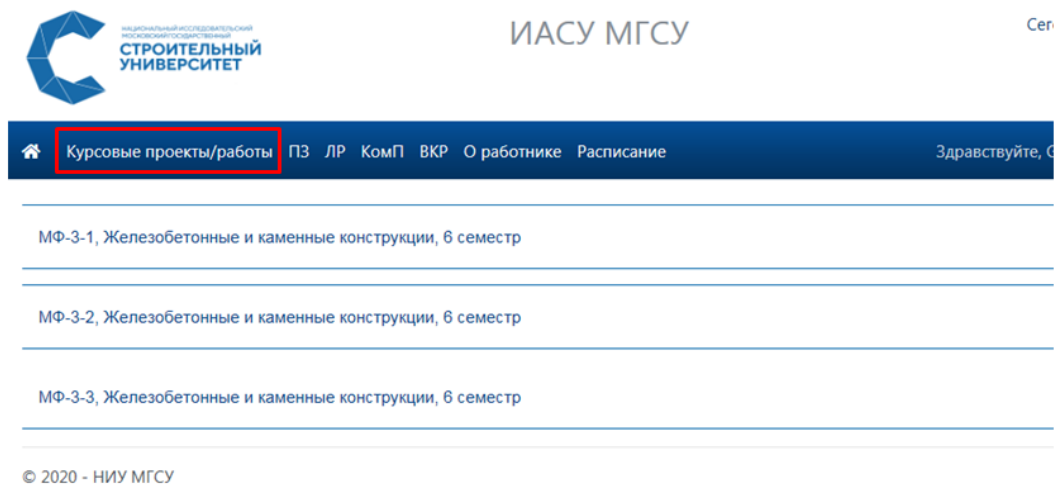 НАЦИОНАЛЬНЫЙ ИССЛЕДОВАТЕЛЬСКИЙ
МОСКОВСКИЙ ГОСУДАРСТВЕННЫЙ
СТРОИТЕЛЬНЫЙ
УНИВЕРСИТЕТ
ИАСУ МГСУ
Курсовые проекты/работы ПЗ ЛР КомП ВКР О работнике Расписание Здравствуйте,
МФ-3-1, Железобетонные и каменные конструкции, 6 семестр
МФ-3-2, Железобетонные и каменные конструкции, 6 семестр
МФ-3-3, Железобетонные и каменные конструкции, 6 семестр
© 2020 - НИУ МГСУ